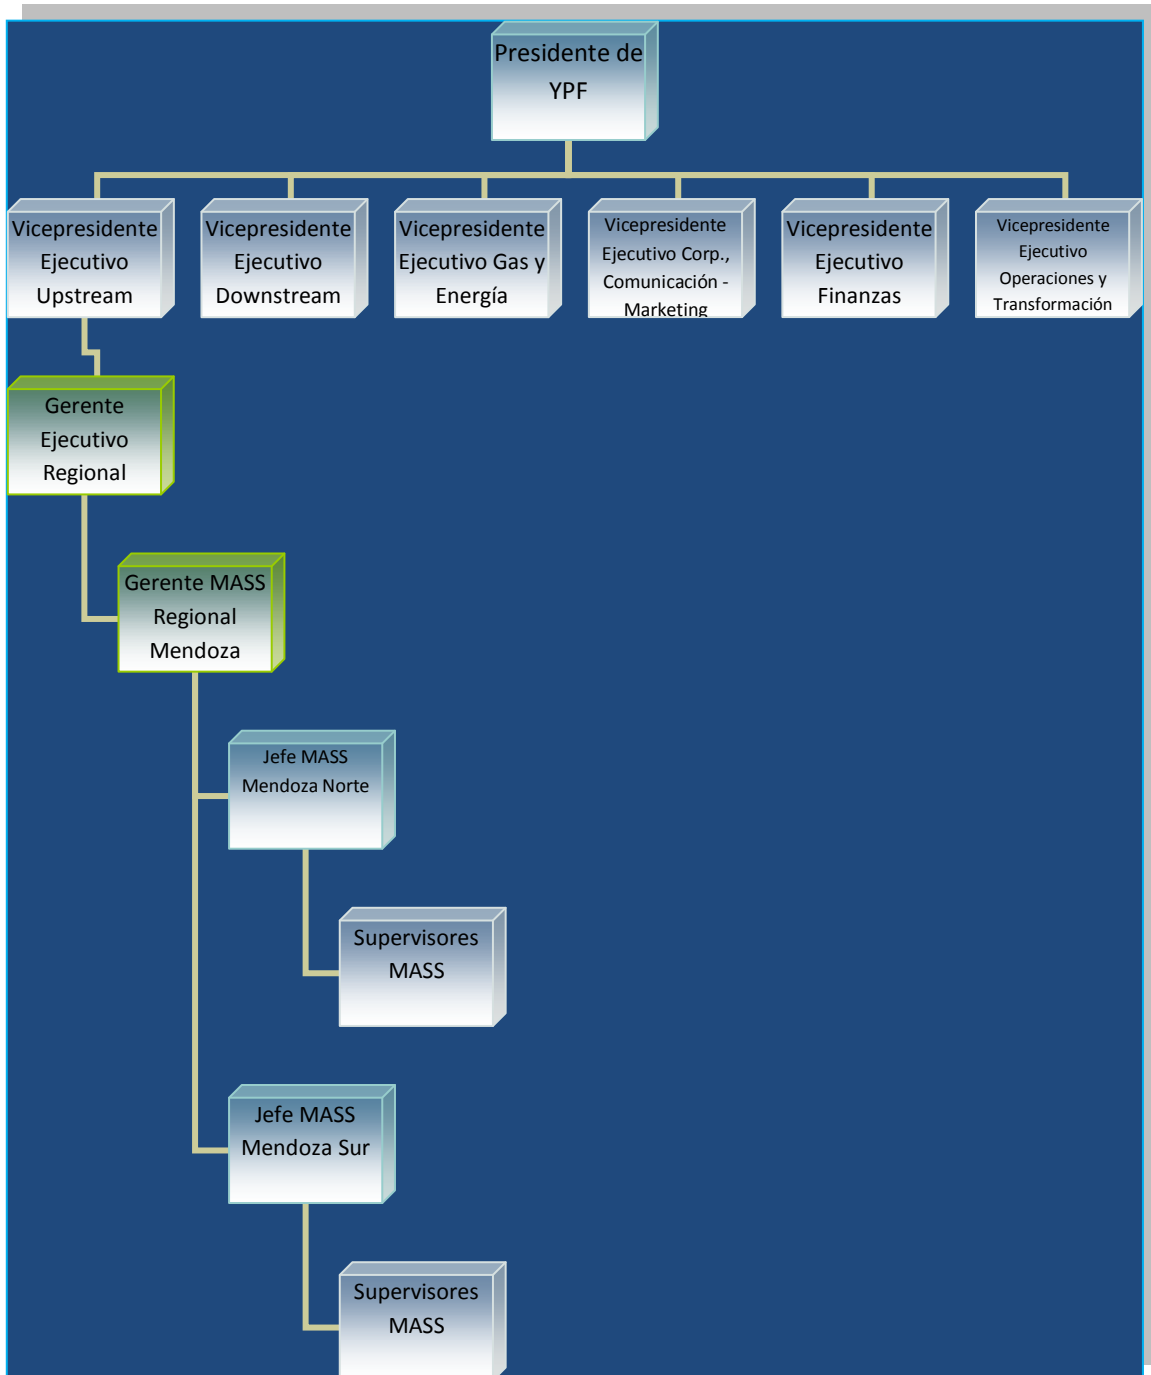 Presidente de
YPF
Vicepresidente
Ejecutivo
Upstream
Vicepresidente
Ejecutivo
Downstream
Vicepresidente
Ejecutivo Gas y
Energía
Vicepresidente
Ejecutivo Corp.,
Comunicación -
Marketing
Vicepresidente
Ejecutivo
Finanzas
Vicepresidente
Ejecutivo
Operaciones y
Transformación
Gerente
Ejecutivo
Regional
Gerente MASS
Regional
Mendoza
Jefe MASS
Mendoza Norte
Supervisores
MASS
Jefe MASS
Mendoza Sur
Supervisores
MASS